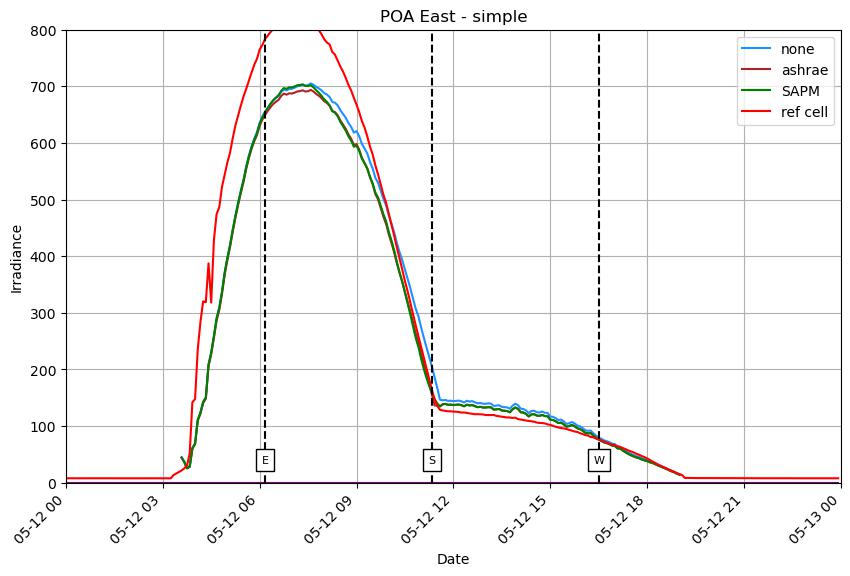 POA East - simple
800
700
600
500
400
300
200
100
0
Irradiance
none
ashrae
SAPM
ref cell
E
S
W
05-12 00
05-12 03
05-12 06
05-12 09
05-12 12
05-12 15
05-12 18
05-12 21
05-13 00
Date